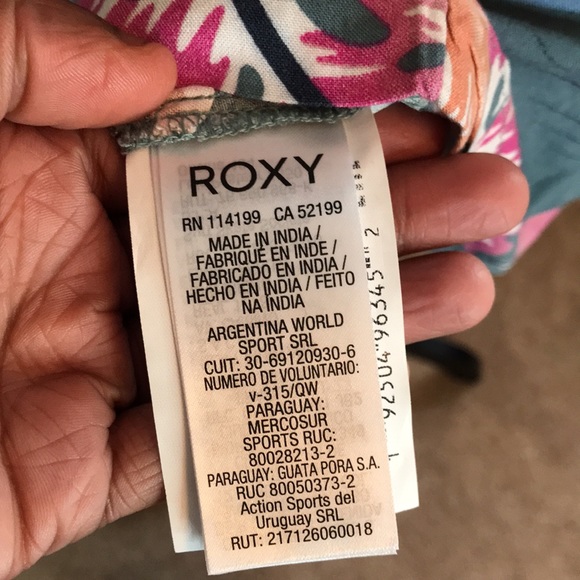 ROXY
RN 114199 CA 52199
MADE IN INDIA /
FABRIQUÉ EN INDE /
FABRICADO EN INDIA /
HECHO EN INDIA / FEITO
NA INDIA
ARGENTINA WORLD
SPORT SRL
CUIT: 30-69120930-6
NUMERO DE VOLUNTARIO:
v-315/QW
PARAGUAY:
MERCOSUR
SPORTS RUC:
80028213-2
PARAGUAY: GUATA PORA S.A.
RUC 80050373-2
Action Sports del
Uruguay SRL
RUT: 217126060018